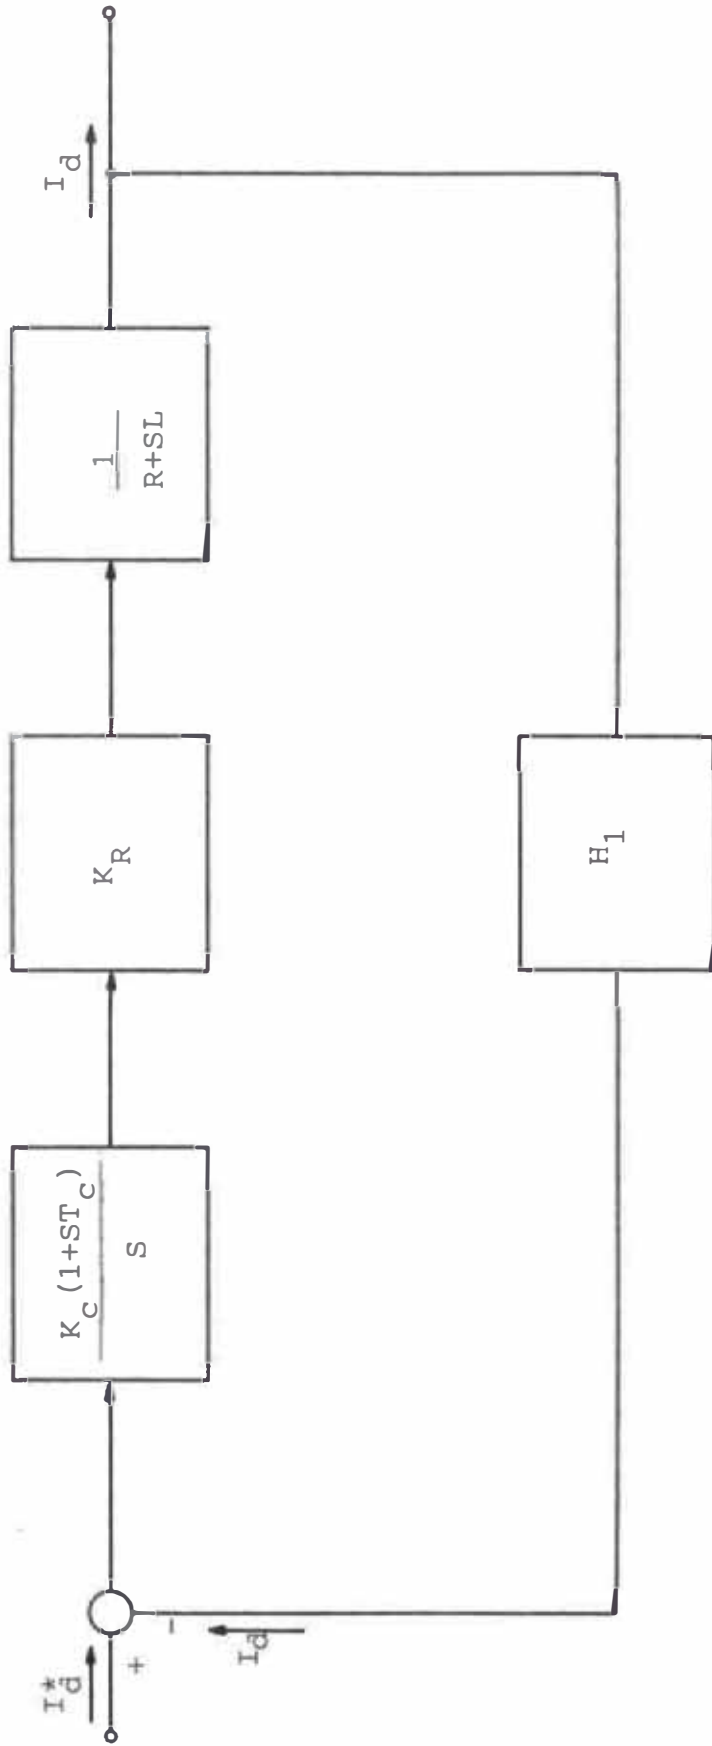 I*d
+
-
Id
Kc(1+STc)
S
KR
1
R+SL
Id
H1